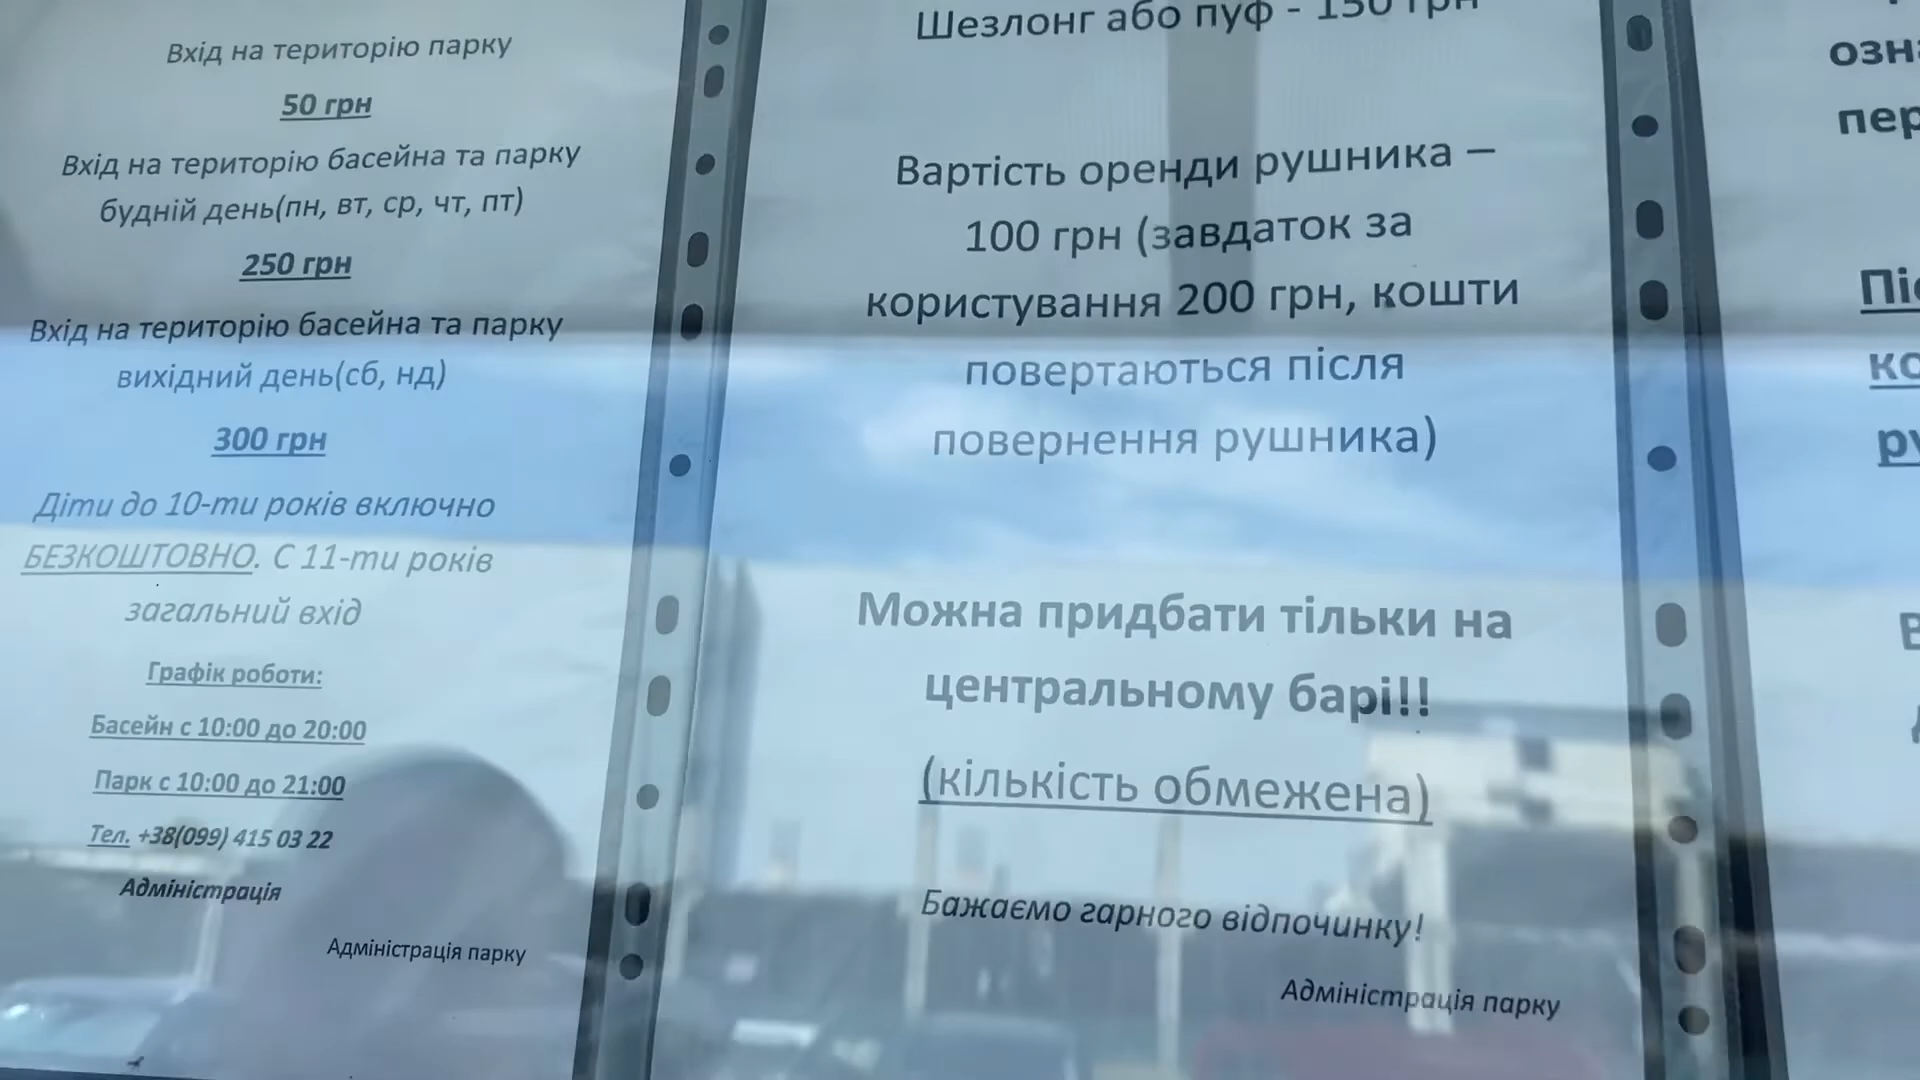 Вхід на територію парку
50 грн
Вхід на територію басейна та парку
будній день(пн, вт, ср, чт, пт)
250 грн
Вхід на територію басейна та парку
вихідний день(сб, нд)
300 грн
Діти до 10-ти років включно
БЕЗКОШТОВНО. С 11-ти років
загальний вхід
Графік роботи:
Басейн с 10:00 до 20:00
Парк с 10:00 до 21:00
Тел. +38(099) 415 03 22
Адміністрація
Адміністрація парку
Шезлонг або пуф - 150 грн
Вартість оренди рушника –
100 грн (завдаток за
користування 200 грн, кошти
повертаються після
повернення рушника)
Можна придбати тільки на
центральному барі!!
(кількість обмежена)
Бажаємо гарного відпочинку!
Адміністрація парку